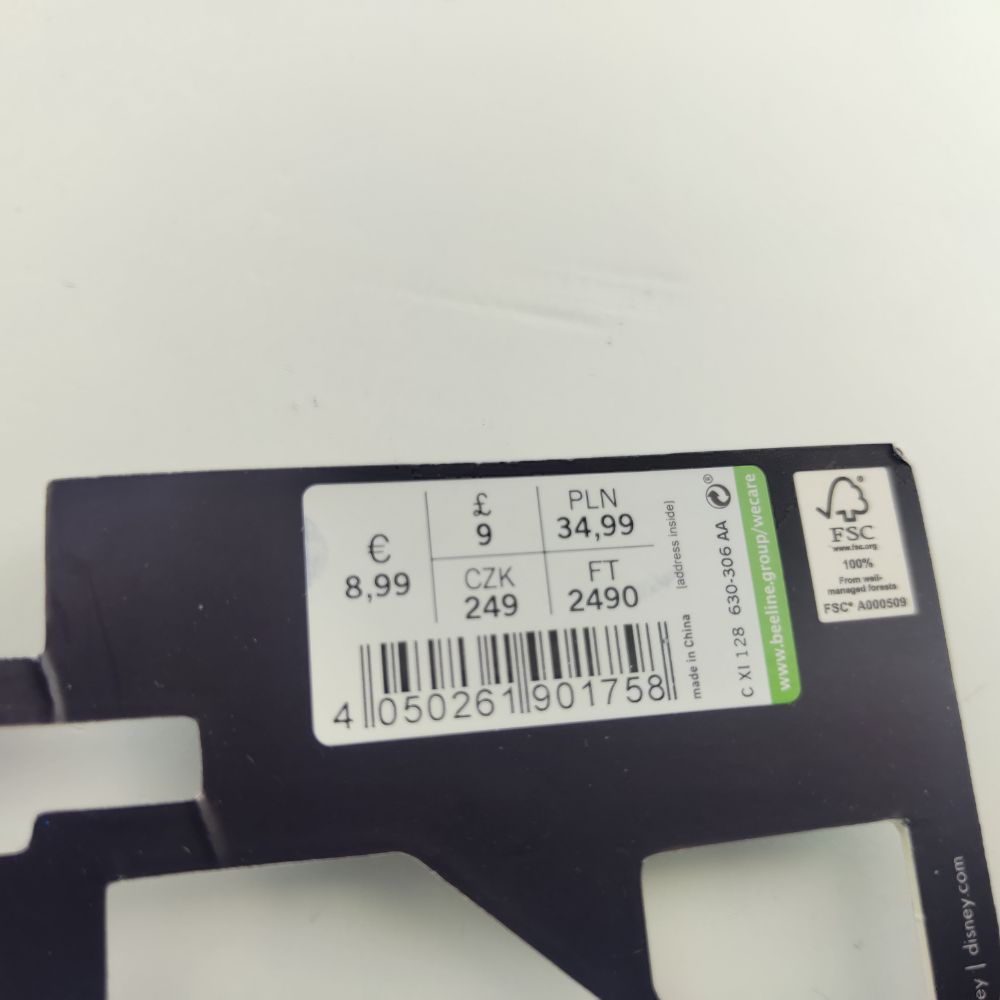 €
8,99
£
9
PLN
34,99
CZK
249
FT
2490
4 050261 901758
made in China
[address inside]
C XI 128 630-306 AA
www.beeline.group/wecare
FSC
www.fsc.org
100%
From well-
managed forests
FSC® A000509
| disney.com